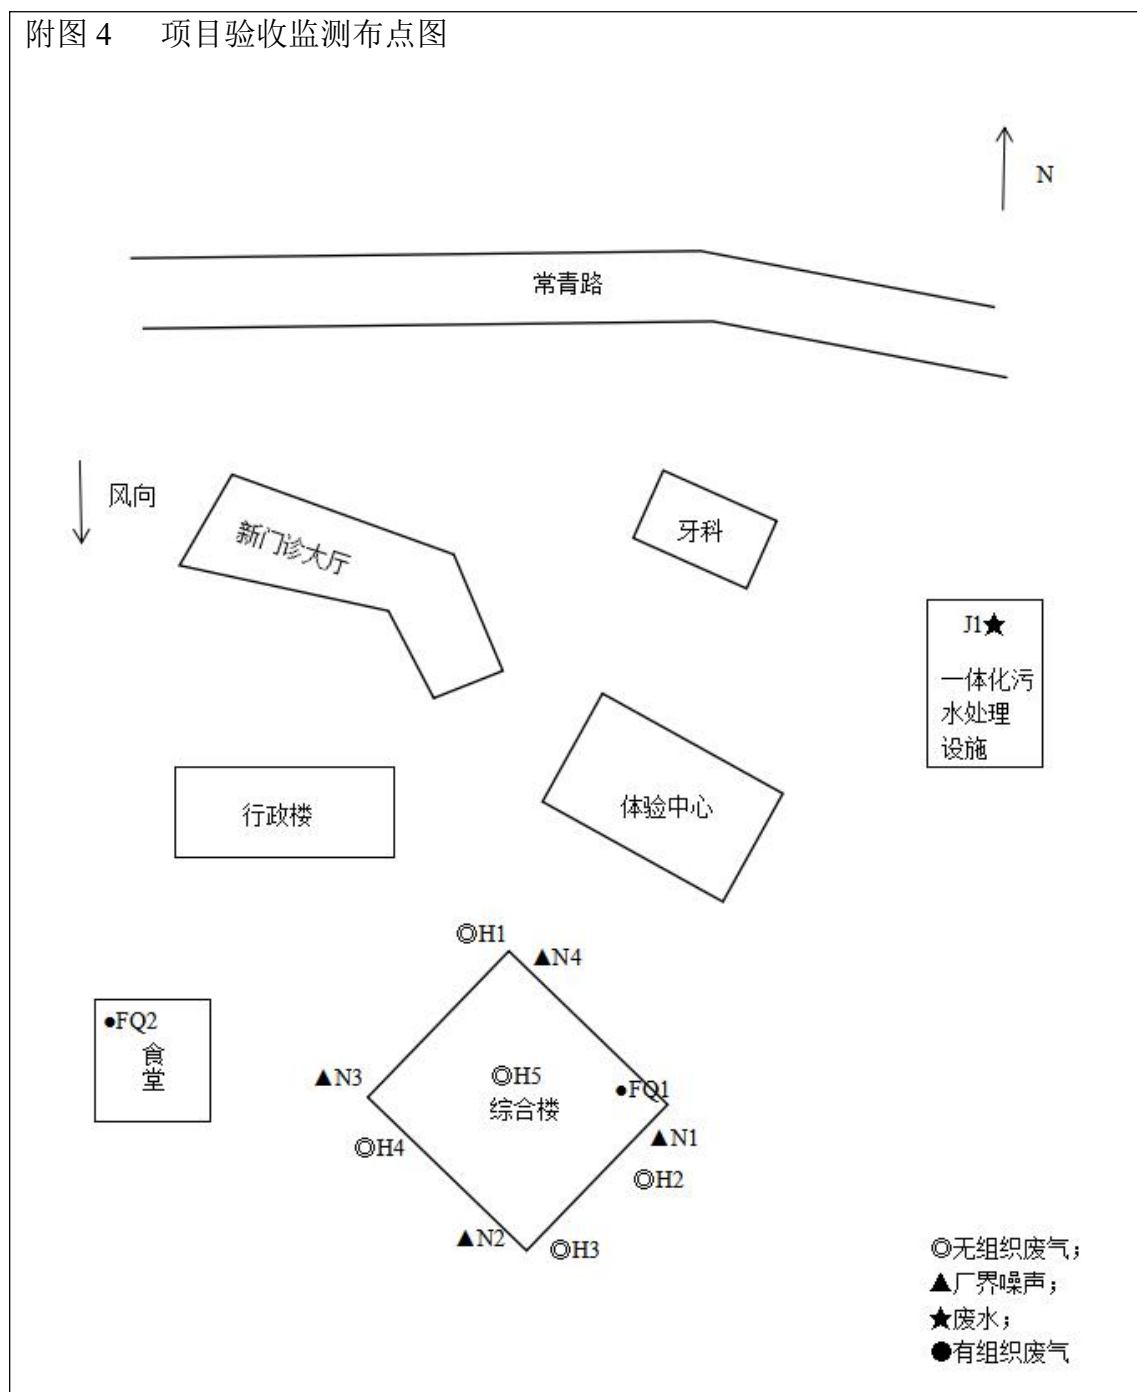 附图 4 项目验收监测布点图
N
常青路
风向
新门诊大厅
牙科
J1★
一体化污
水处理
设施
行政楼
体验中心
◎H1
▲N4
●FQ2
食
堂
▲N3
◎H5
综合楼
●FQ1
▲N1
◎H4
◎H2
▲N2
◎H3
◎无组织废气；
▲厂界噪声；
★废水；
●有组织废气